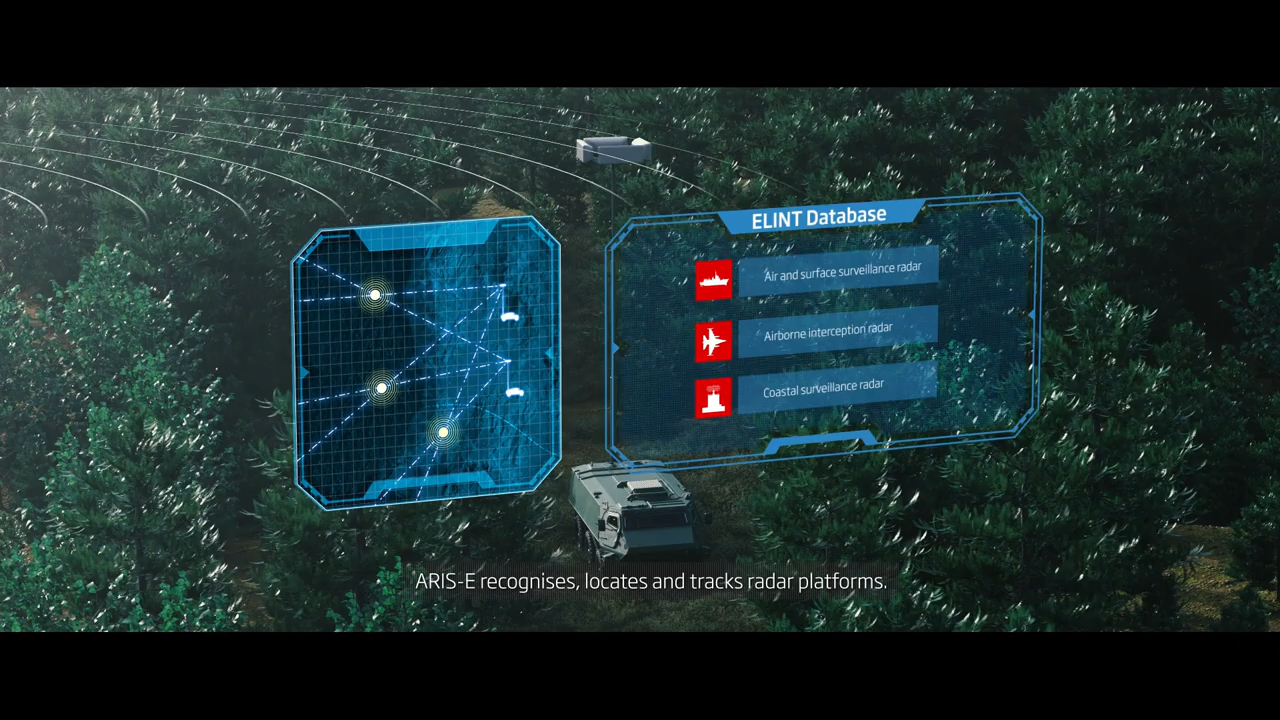 ELINT Database
Air and surface surveillance radar
Airborne interception radar
Coastal surveillance radar
ARIS-E recognises, locates and tracks radar platforms.